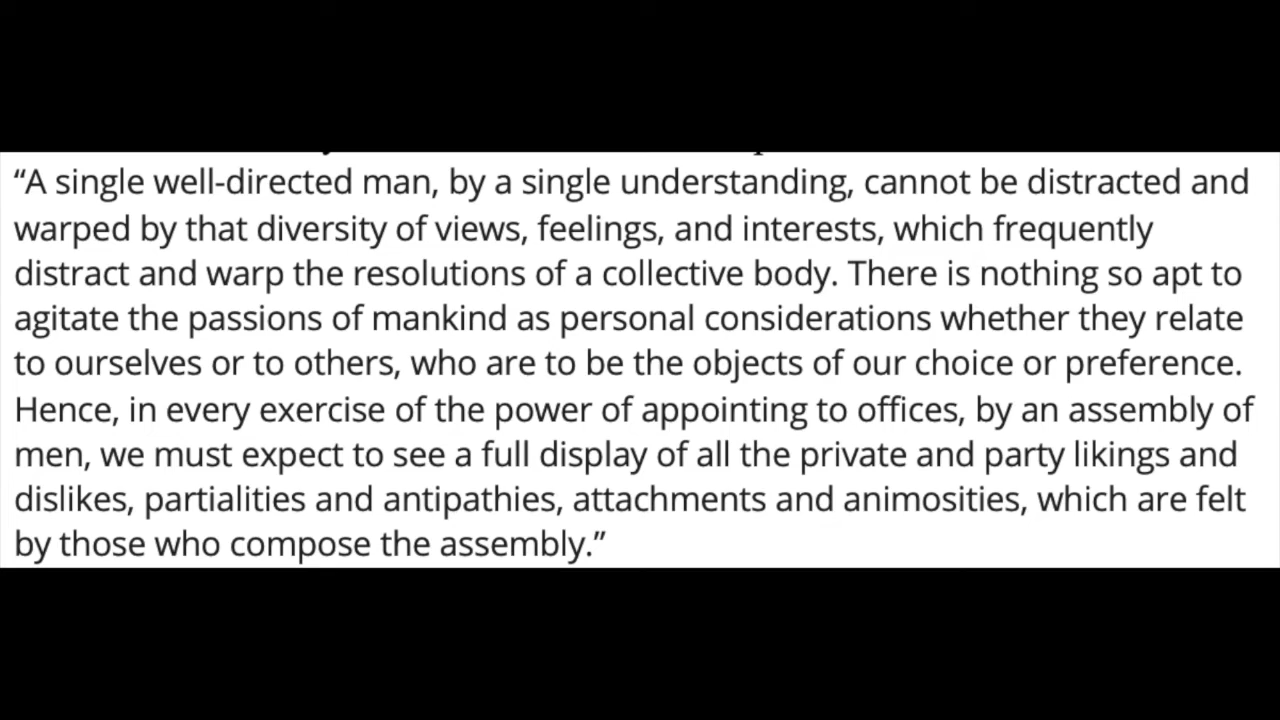 “A single well-directed man, by a single understanding, cannot be distracted and
warped by that diversity of views, feelings, and interests, which frequently
distract and warp the resolutions of a collective body. There is nothing so apt to
agitate the passions of mankind as personal considerations whether they relate
to ourselves or to others, who are to be the objects of our choice or preference.
Hence, in every exercise of the power of appointing to offices, by an assembly of
men, we must expect to see a full display of all the private and party likings and
dislikes, partialities and antipathies, attachments and animosities, which are felt
by those who compose the assembly.”